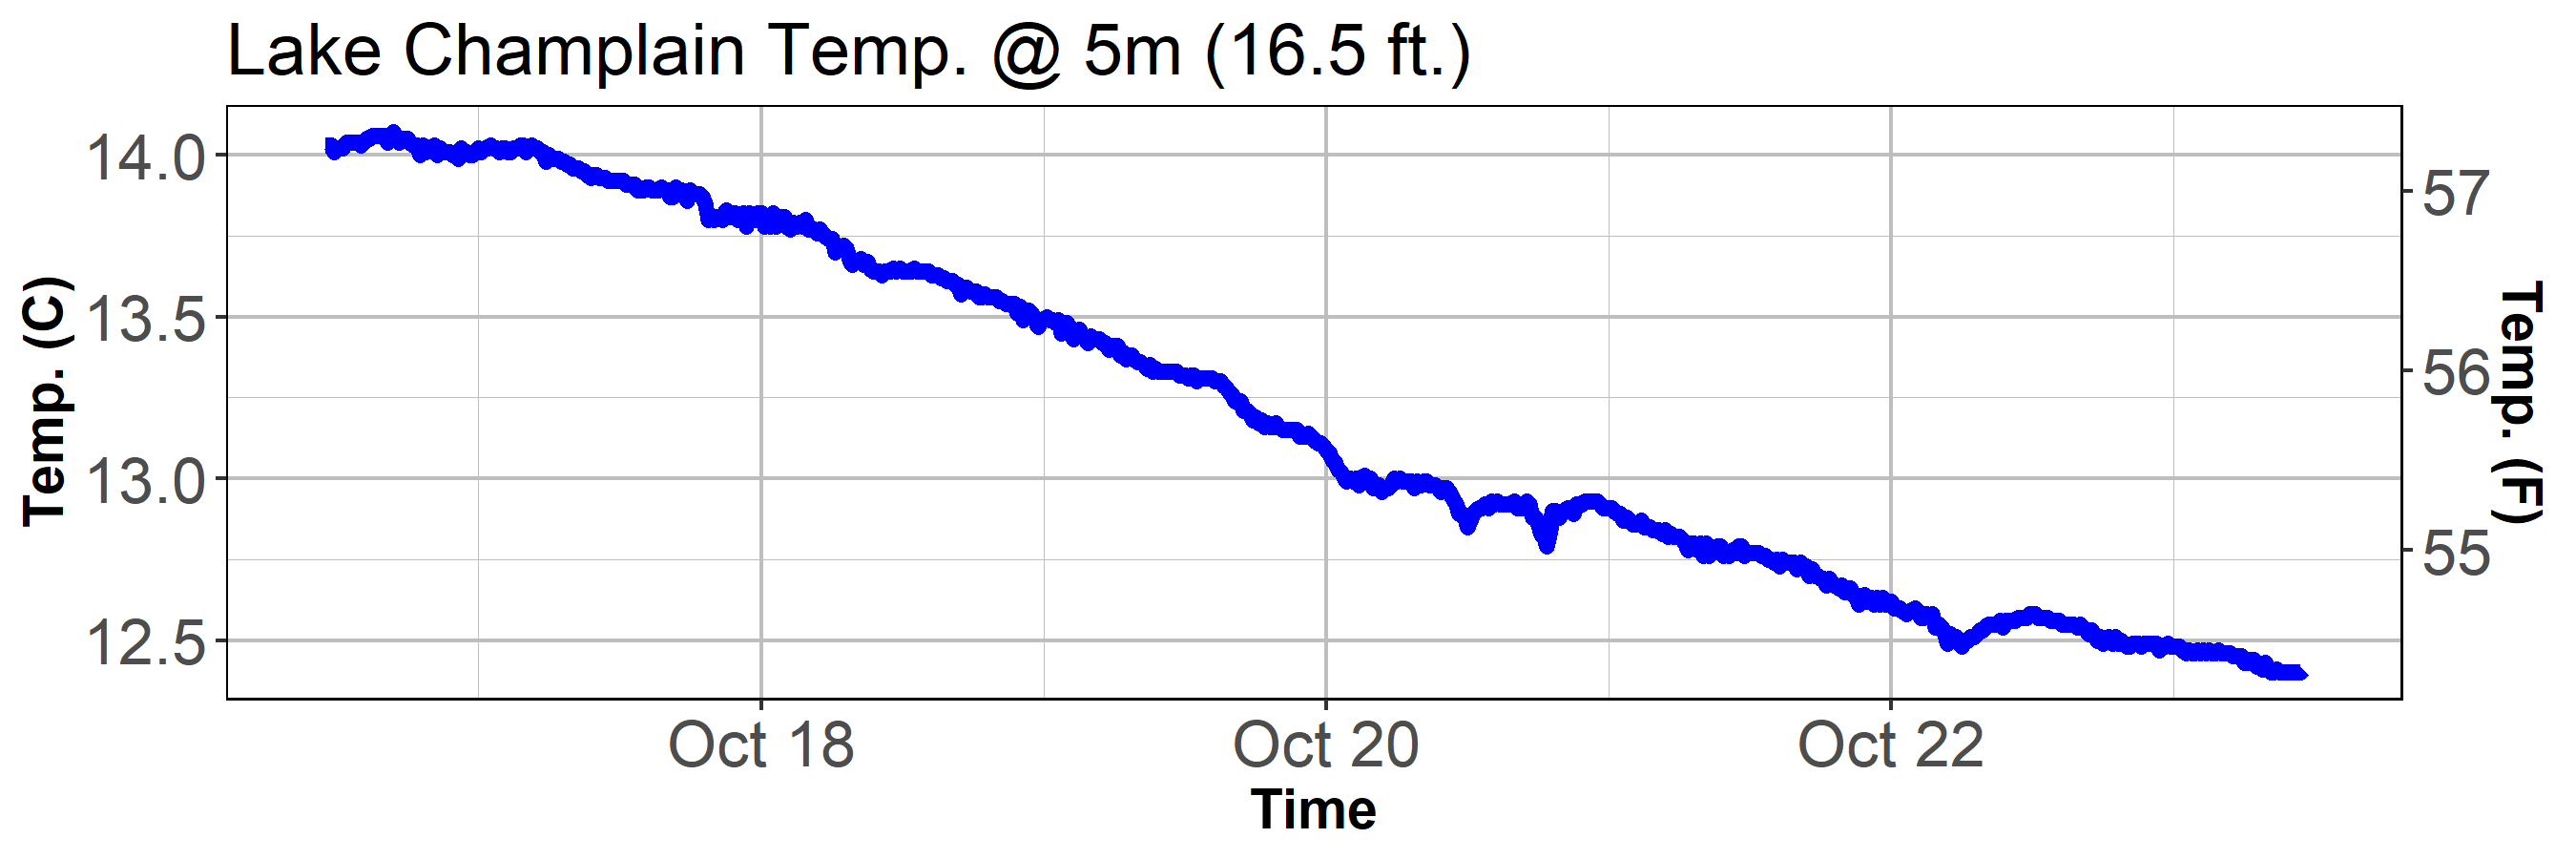 Lake Champlain Temp. @ 5m (16.5 ft.)
Temp. (C)
14.0
13.5
13.0
12.5
57
56
55
Temp. (F)
Oct 18 Oct 20 Oct 22
Time